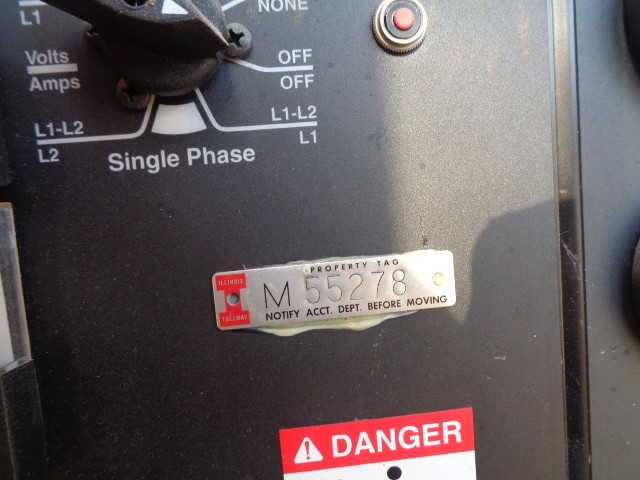 L1
NONE
Volts
Amps
OFF
OFF
L1-L2
L2
L1-L2
L1
Single Phase
PROPERTY TAG
ILLINOIS
TOLLWAY
M 55278
NOTIFY ACCT. DEPT. BEFORE MOVING
DANGER